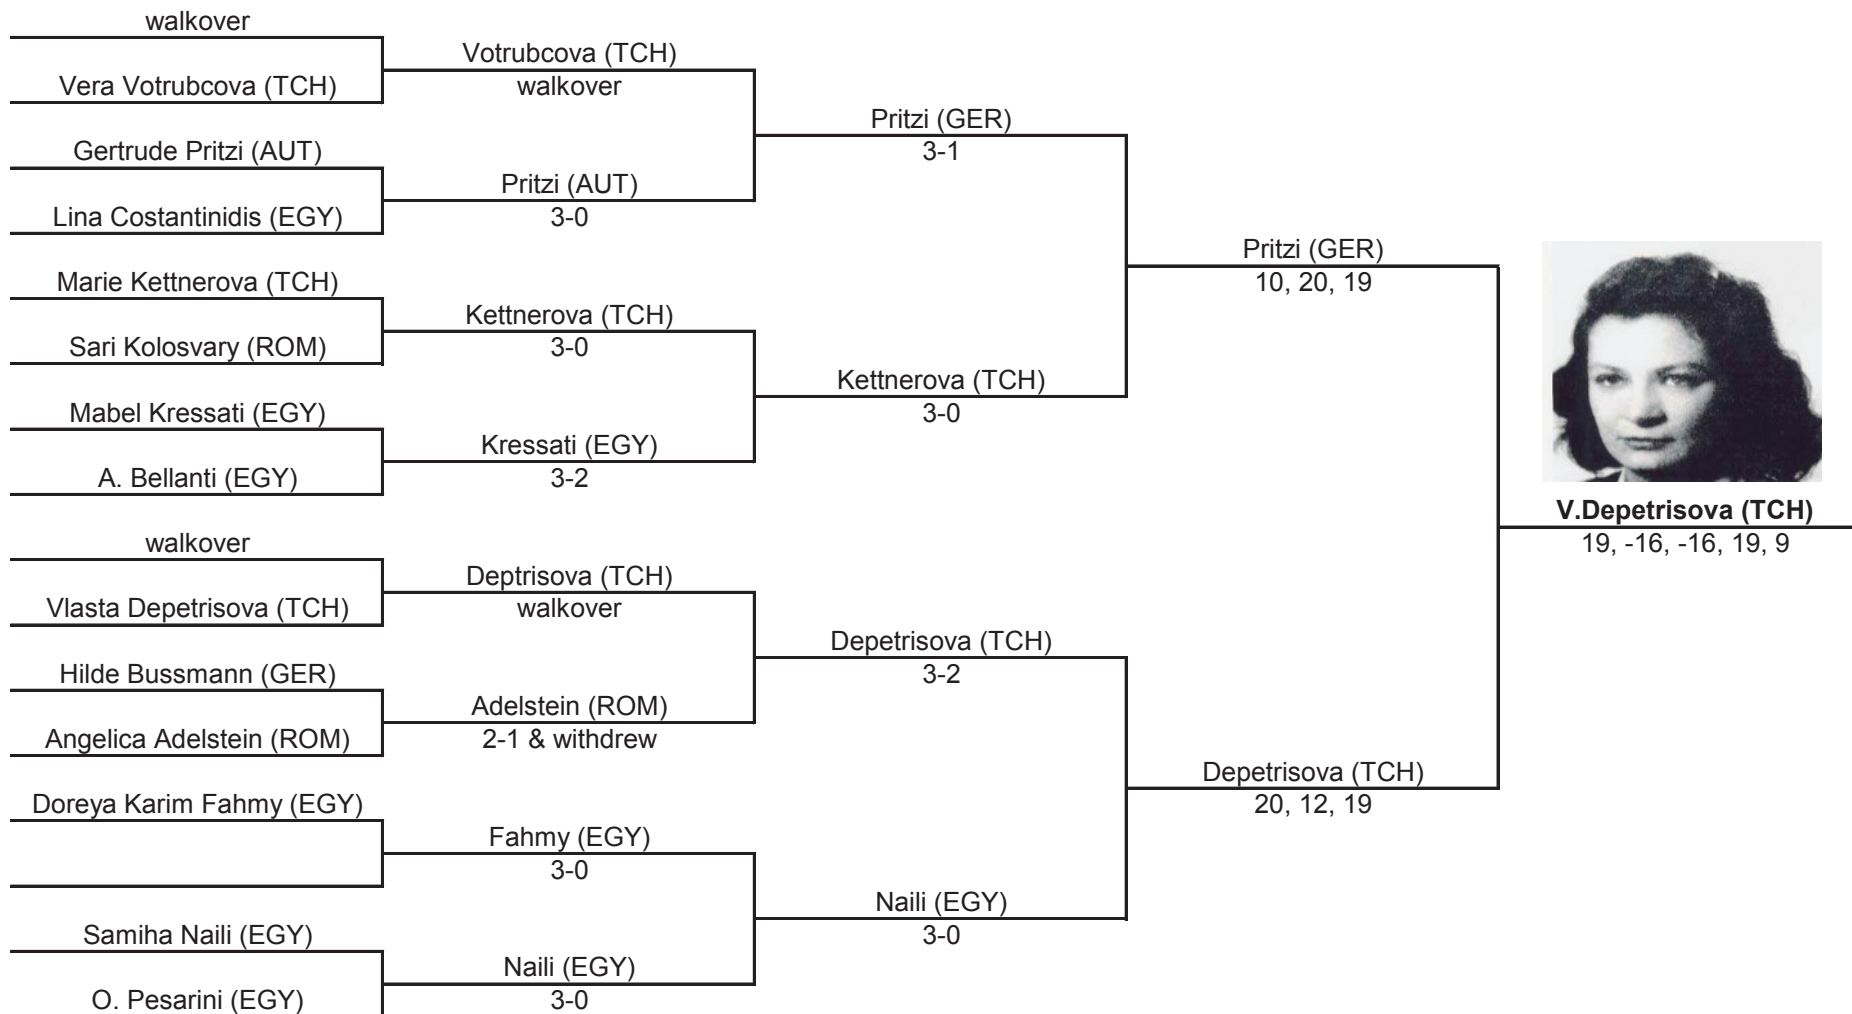 walkover
Vera Votrubcova (TCH)
Gertrude Pritzi (AUT)
Lina Costantinidis (EGY)
Marie Kettnerova (TCH)
Sari Kolosvary (ROM)
Mabel Kressati (EGY)
A. Bellanti (EGY)
walkover
Vlasta Depetrisova (TCH)
Hilde Bussmann (GER)
Angelica Adelstein (ROM)
Doreya Karim Fahmy (EGY)
Samiha Naili (EGY)
O. Pesarini (EGY)
Votrubcova (TCH)
walkover
Pritzi (AUT)
3-0
Kettnerova (TCH)
3-0
Kressati (EGY)
3-2
Deptrisova (TCH)
walkover
Adelstein (ROM)
2-1 & withdrew
Fahmy (EGY)
3-0
Naili (EGY)
3-0
Pritzi (GER)
3-1
Kettnerova (TCH)
3-0
Depetrisova (TCH)
3-2
Naili (EGY)
3-0
Pritzi (GER)
10, 20, 19
Depetrisova (TCH)
20, 12, 19
V.Depetrisova (TCH)
19, -16, -16, 19, 9